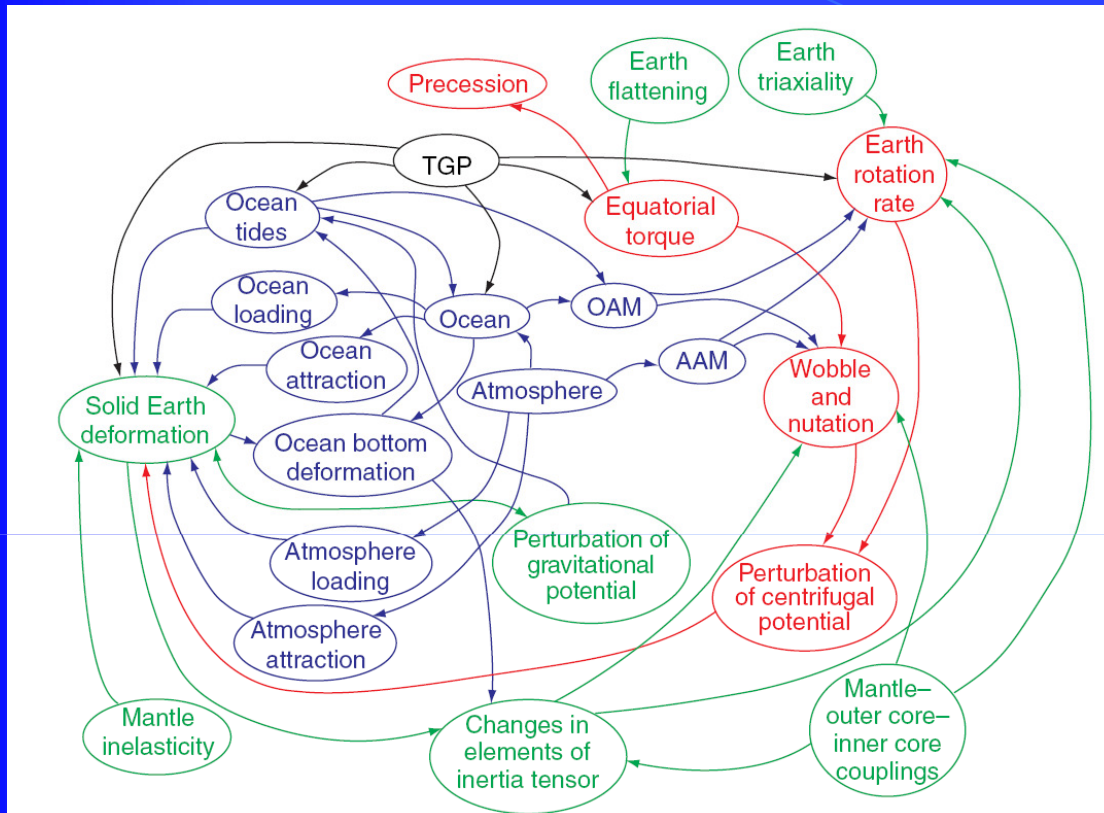 Precession
Earth
flattening
Earth
triaxiality
TGP
Earth
rotation
rate
Ocean
tides
Equatorial
torque
Ocean
loading
Ocean
OAM
Ocean
attraction
AAM
Atmosphere
Wobble
and
nutation
Solid Earth
deformation
Ocean bottom
deformation
Atmosphere
loading
Perturbation of
gravitational
potential
Perturbation
of centrifugal
potential
Atmosphere
attraction
Mantle
inelasticity
Changes in
elements of
inertia tensor
Mantle–
outer core–
inner core
couplings